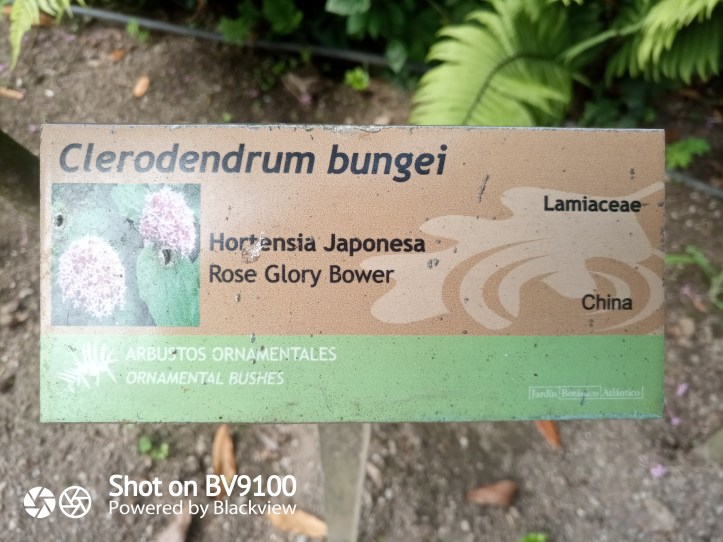 Clerodendrum bungei
Lamiaceae
Hortensia Japonesa
Rose Glory Bower
China
ARBUSTOS ORNAMENTALES
ORNAMENTAL BUSHES
Jardín Botánico Atlántico
Shot on BV9100
Powered by Blackview